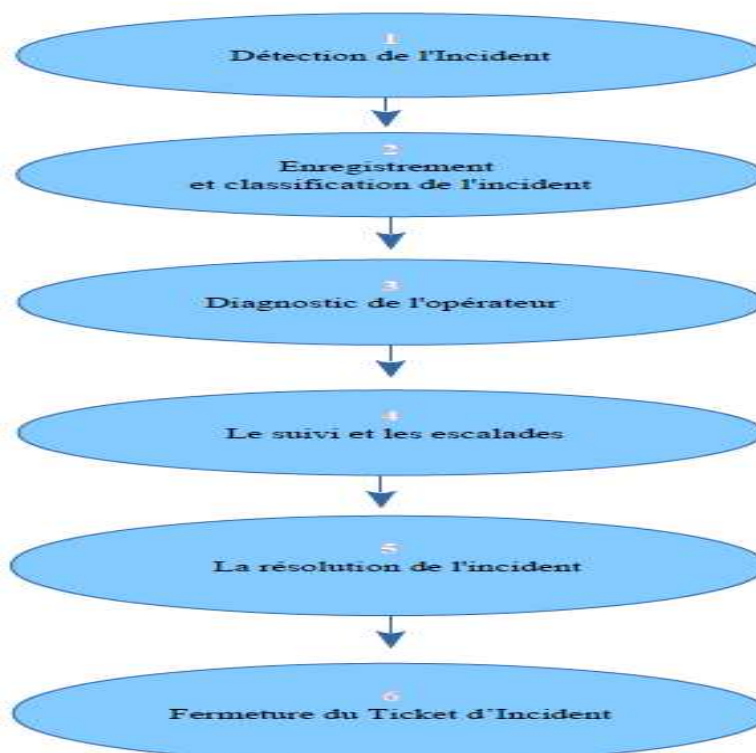 1
Détection de l'Incident
2
Enregistrement
et classification de l'incident
3
Diagnostic de l'opérateur
4
Le suivi et les escalades
5
La résolution de l'incident
6
Fermeture du Ticket d’Incident